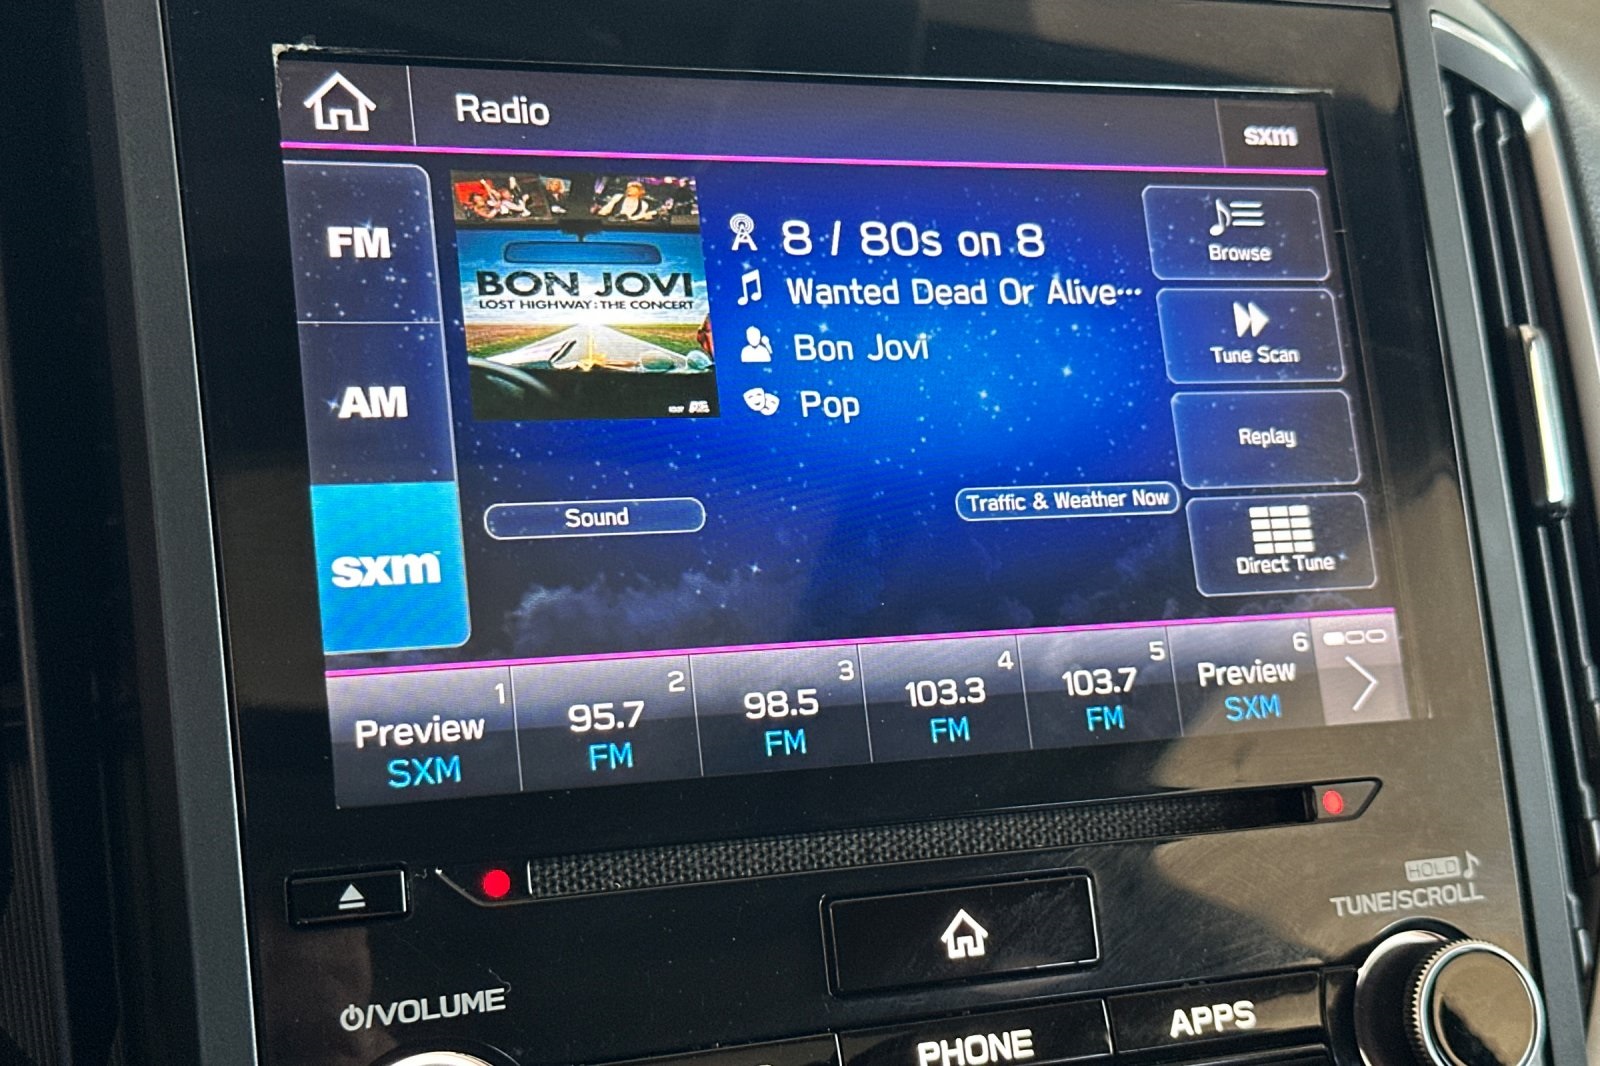 Radio
sxm
FM
AM
sxm
BON JOVI
LOST HIGHWAY: THE CONCERT
8 / 80s on 8
Wanted Dead Or Alive…
Bon Jovi
Pop
Browse
Tune Scan
Replay
Direct Tune
Sound
Traffic & Weather Now
1
Preview
SXM
2
95.7
FM
3
98.5
FM
4
103.3
FM
5
103.7
FM
6
Preview
SXM
HOLD
TUNE/SCROLL
/VOLUME
PHONE
APPS